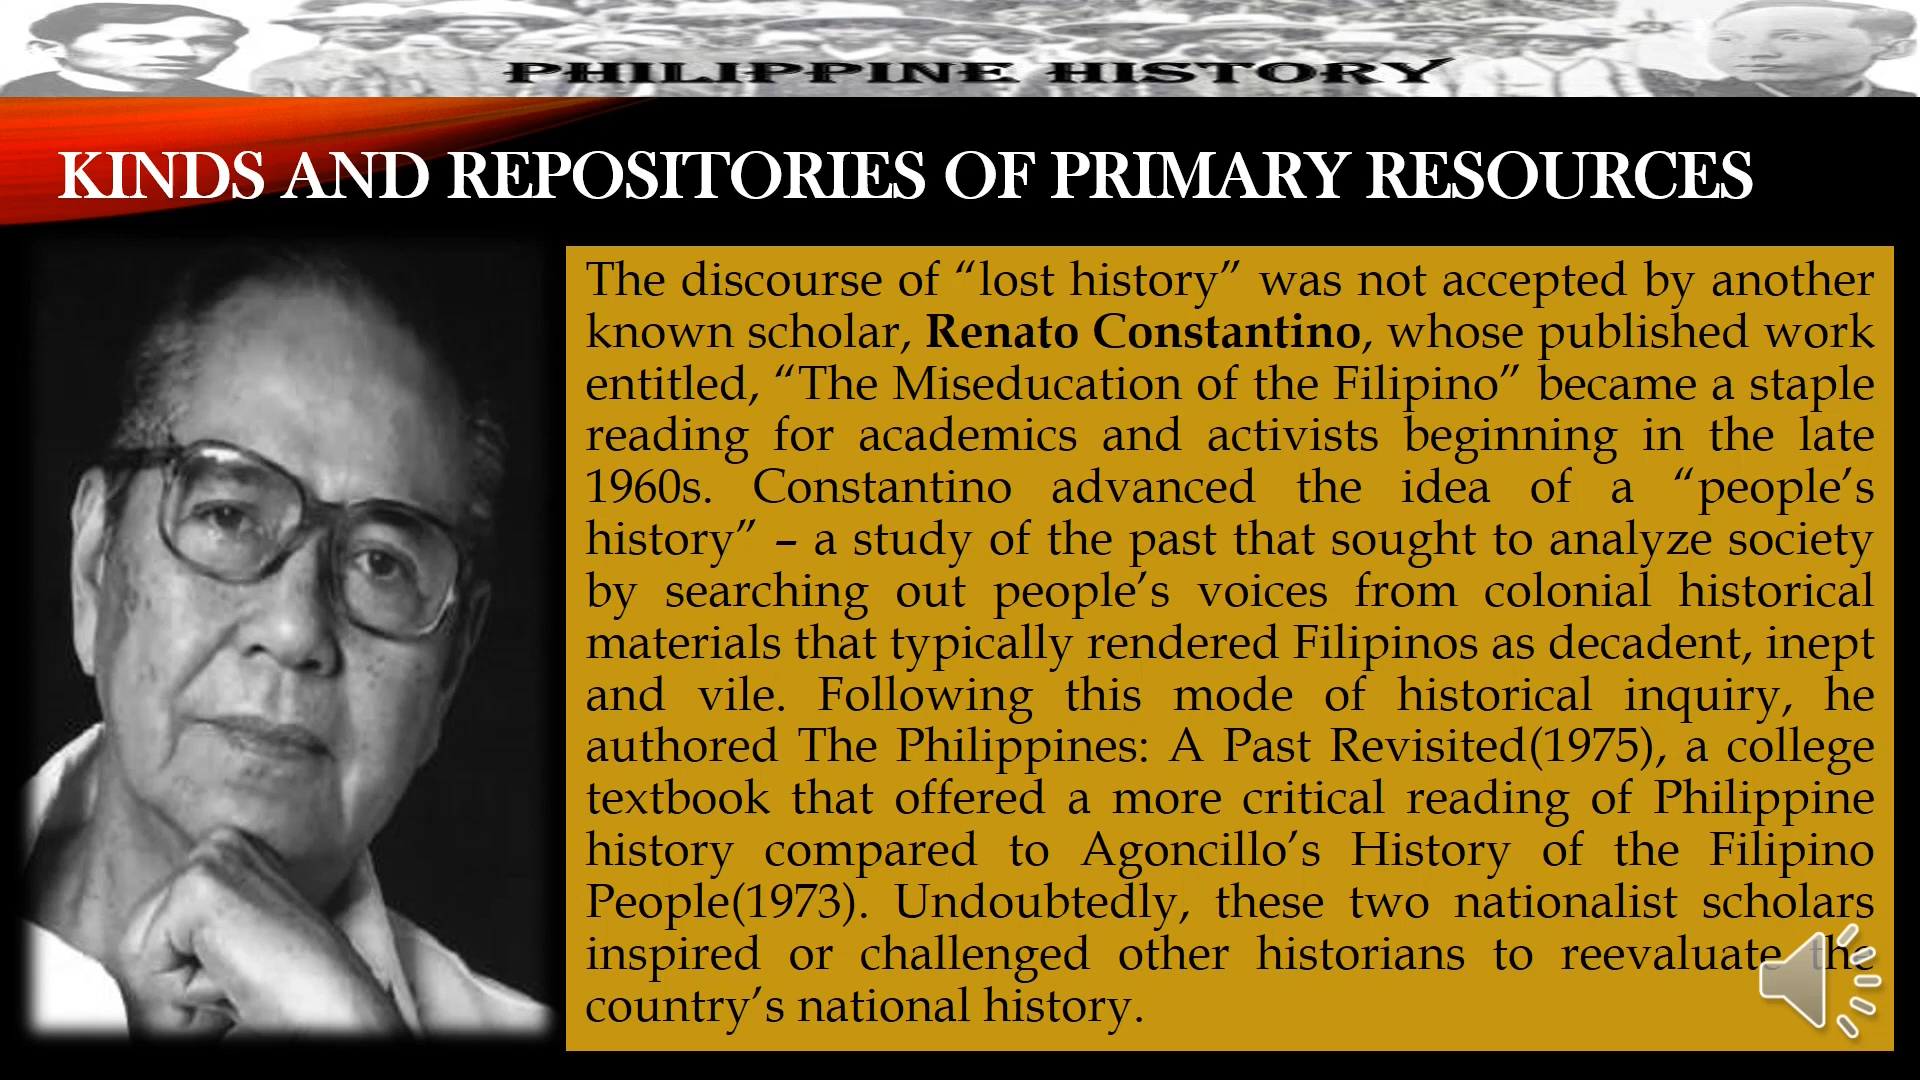 PHILIPPINE HISTORY
KINDS AND REPOSITORIES OF PRIMARY RESOURCES
The discourse of “lost history” was not accepted by another
known scholar, Renato Constantino, whose published work
entitled, “The Miseducation of the Filipino” became a staple
reading for academics and activists beginning in the late
1960s. Constantino advanced the idea of a “people’s
history” – a study of the past that sought to analyze society
by searching out people’s voices from colonial historical
materials that typically rendered Filipinos as decadent, inept
and vile. Following this mode of historical inquiry, he
authored The Philippines: A Past Revisited(1975), a college
textbook that offered a more critical reading of Philippine
history compared to Agoncillo’s History of the Filipino
People(1973). Undoubtedly, these two nationalist scholars
inspired or challenged other historians to reevaluate the
country’s national history.